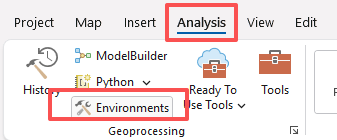 Project Map Insert Analysis View Edit
History
ModelBuilder
Python
Environments
Ready To
Use Tools
Tools
Geoprocessing